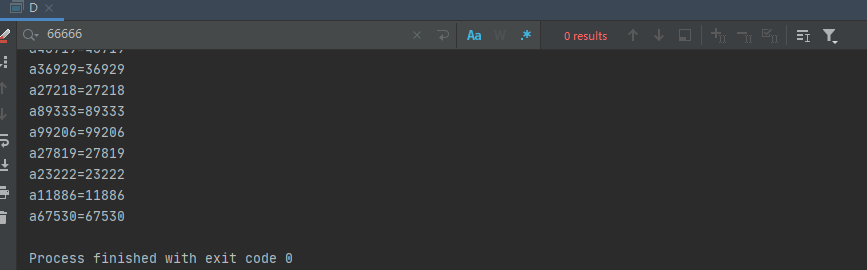 D
66666
Aa W .* 0 results
a36929=36929
a27218=27218
a89333=89333
a99206=99206
a27819=27819
a23222=23222
a11886=11886
a67530=67530
Process finished with exit code 0